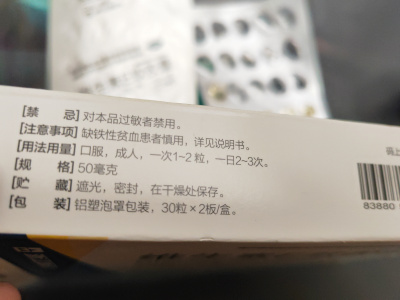 [禁　　忌] 对本品过敏者禁用。
[注意事项] 缺铁性贫血患者慎用，详见说明书。
[用法用量] 口服，成人，一次1~2粒，一日2~3次。
[规　　格] 50毫克
[贮　　藏] 遮光，密封，在干燥处保存。
[包　　装] 铝塑泡罩包装，30粒×2板/盒。
83880